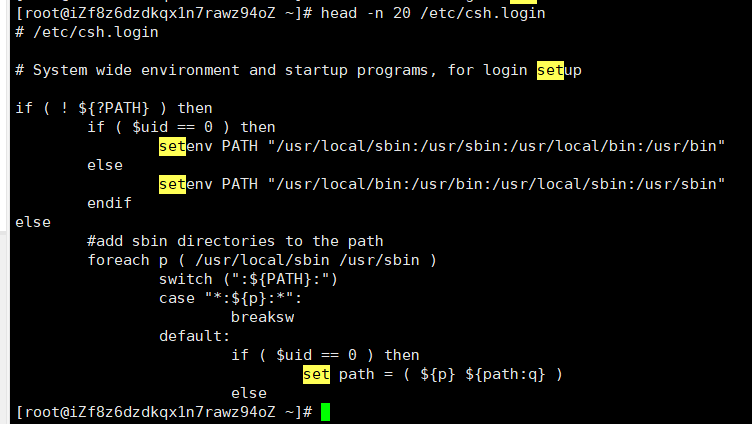 [root@iZf8z6dzdkqx1n7rawz94oZ ~]# head -n 20 /etc/csh.login
# /etc/csh.login

# System wide environment and startup programs, for login setup

if ( ! ${?PATH} ) then
        if ( $uid == 0 ) then
                setenv PATH "/usr/local/sbin:/usr/sbin:/usr/local/bin:/usr/bin"
        else
                setenv PATH "/usr/local/bin:/usr/bin:/usr/local/sbin:/usr/sbin"
        endif
else
        #add sbin directories to the path
        foreach p ( /usr/local/sbin /usr/sbin )
                switch (":${PATH}:")
                case "*:${p}:*":
                        breaksw
                default:
                        if ( $uid == 0 ) then
                                set path = ( ${p} ${path:q} )
                        else
[root@iZf8z6dzdkqx1n7rawz94oZ ~]#